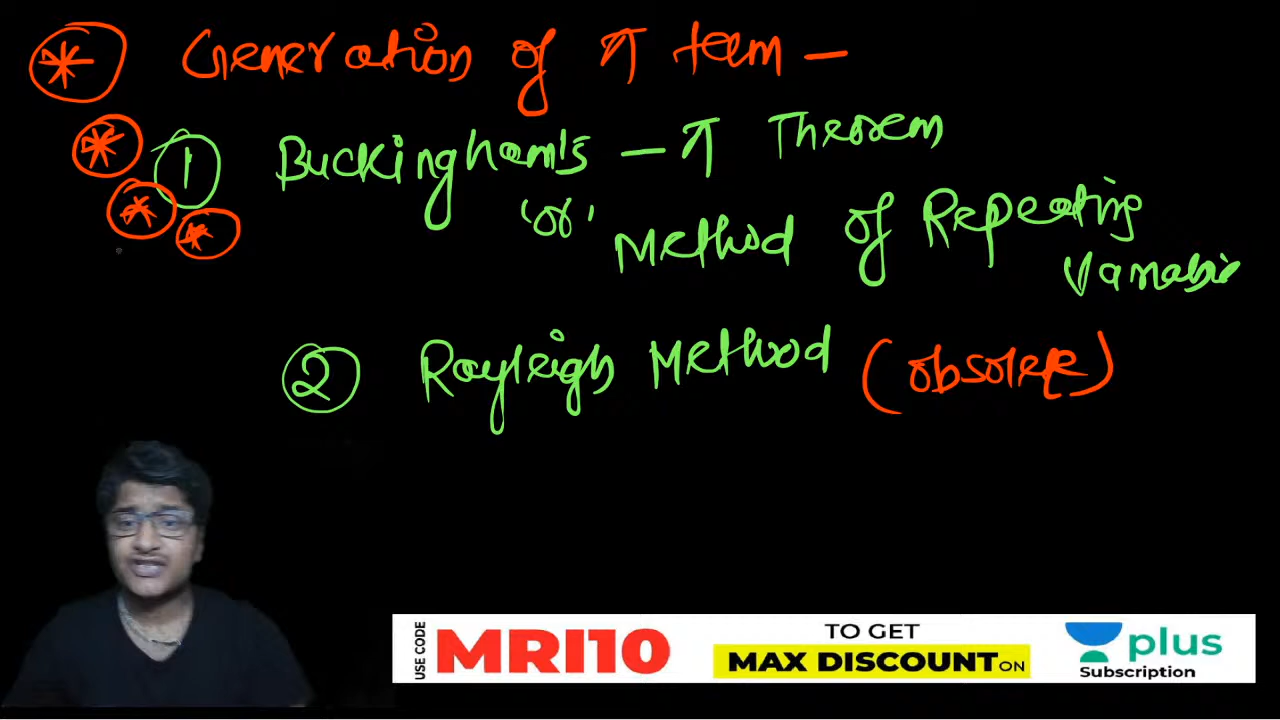 * Generation of π term -
* 1 Buckingham's - π Theorem
* * 'or' Method of Repeating
Variable
2 Rayleigh Method (obsolete)
USE CODE MRI10 TO GET MAX DISCOUNT ON plus Subscription